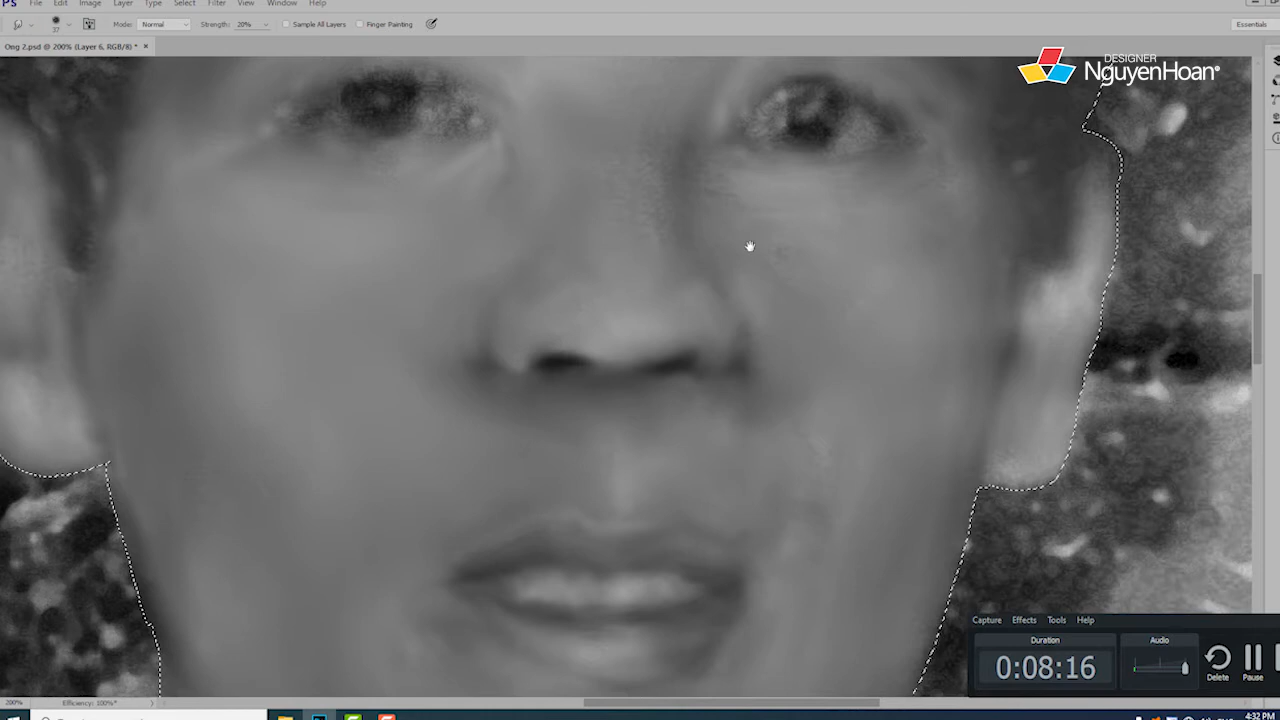 Ps File Edit Image Layer Type Select Filter View Window Help
37 Mode: Normal Strength: 20% Sample All Layers Finger Painting Essentials
Ong 2.psd @ 200% (Layer 6, RGB/8) * ×
DESIGNER
NguyenHoan®
Capture Effects Tools Help
Duration Audio
0:08:16
Delete Pause
200% Efficiency: 100%*
4:32 PM